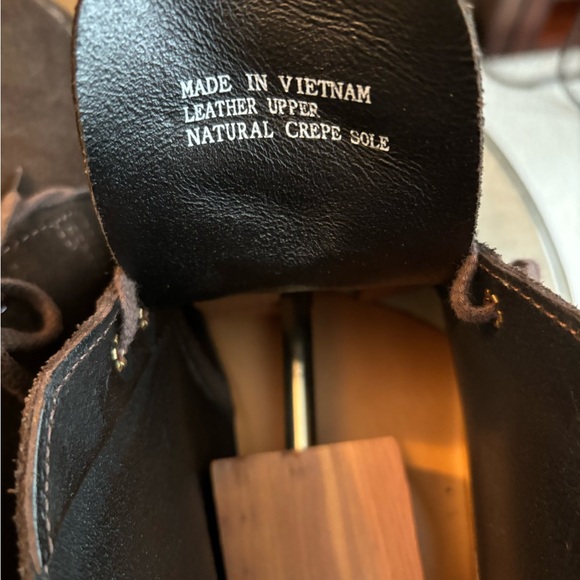 MADE IN VIETNAM
LEATHER UPPER
NATURAL CREPE SOLE